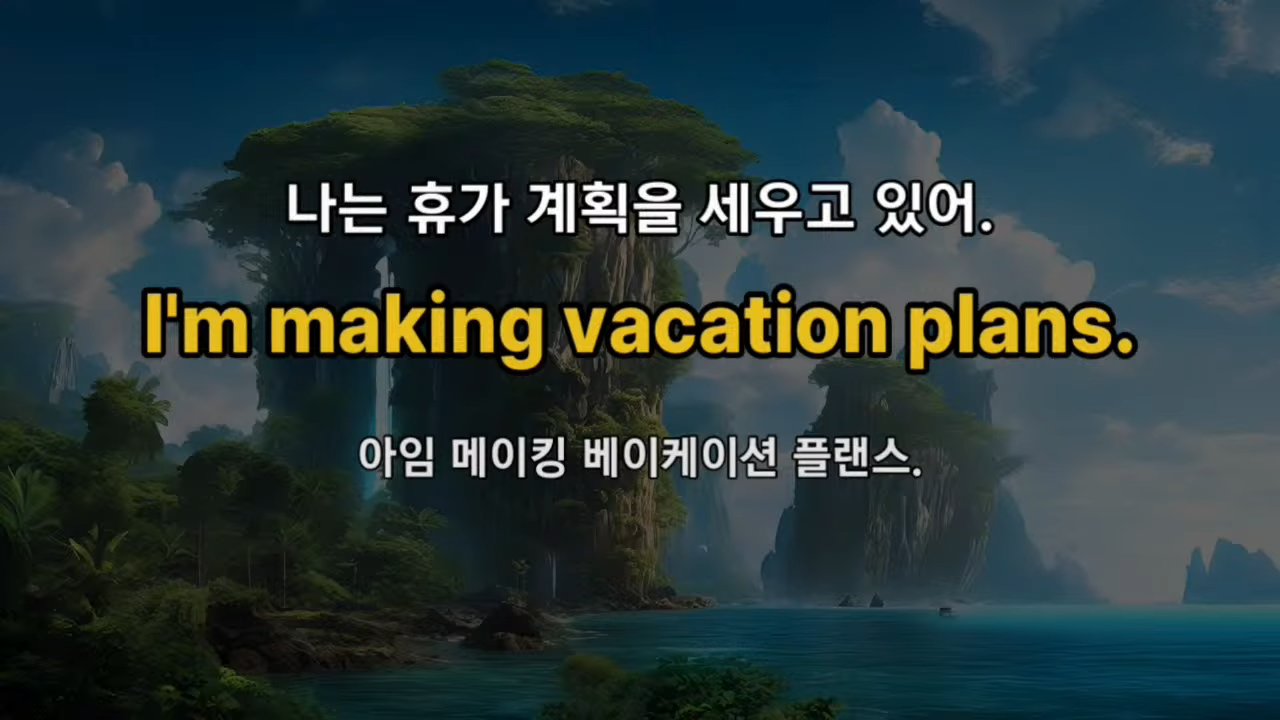 나는 휴가 계획을 세우고 있어.
I'm making vacation plans.
아임 메이킹 베이케이션 플랜스.